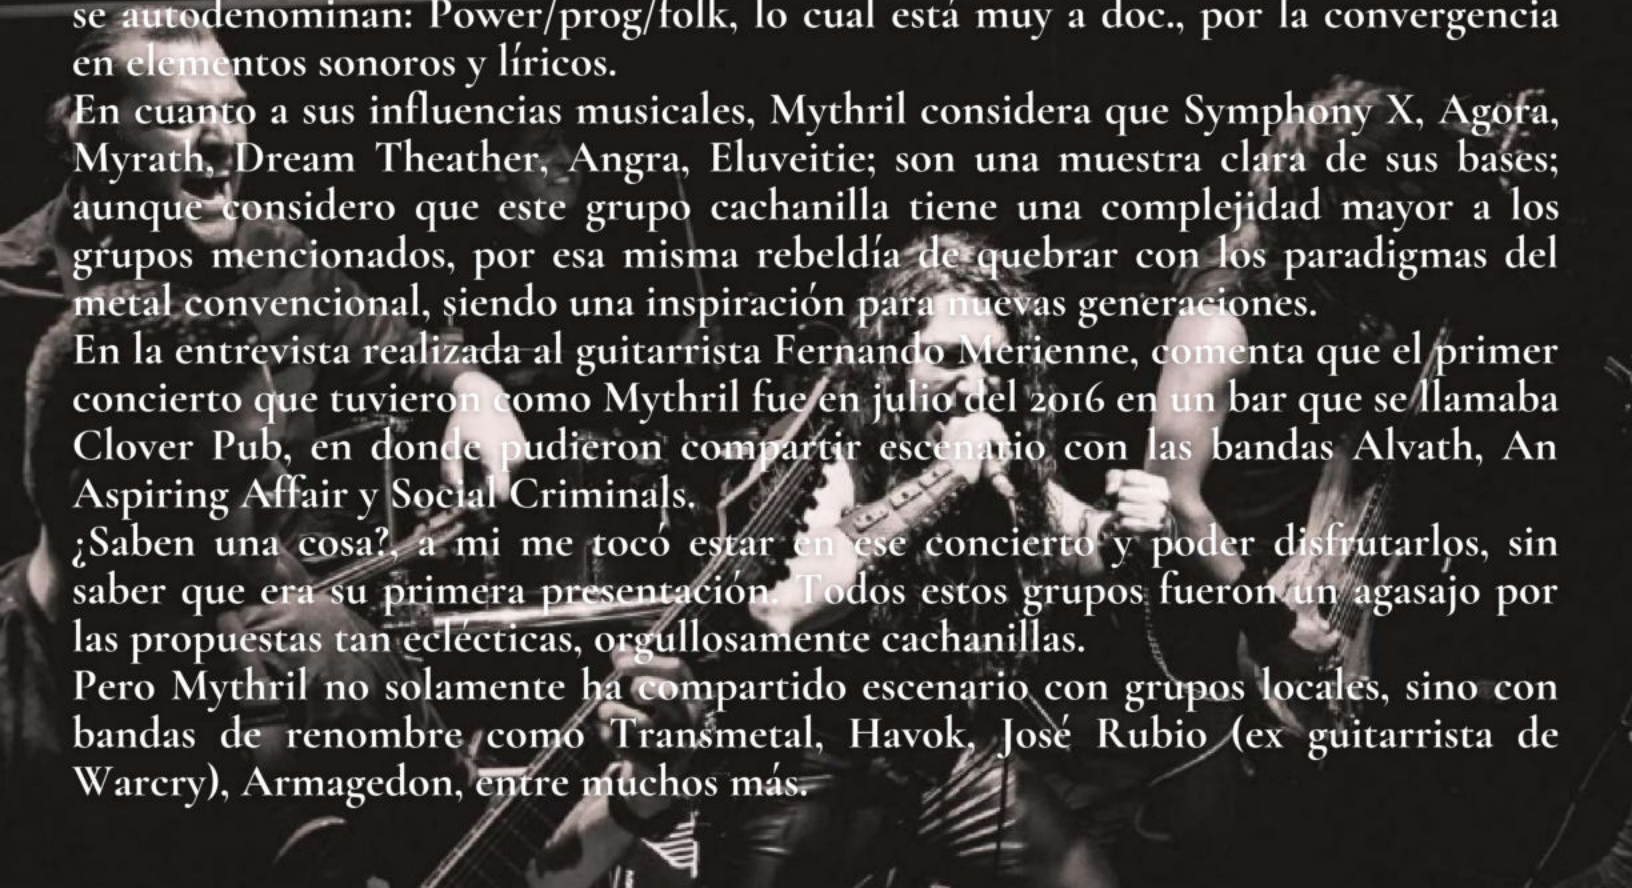 se autodenominan: Power/prog/folk, lo cual está muy a doc., por la convergencia
en elementos sonoros y líricos.
En cuanto a sus influencias musicales, Mythril considera que Symphony X, Agora,
Myrath, Dream Theather, Angra, Eluveitie; son una muestra clara de sus bases;
aunque considero que este grupo cachanilla tiene una complejidad mayor a los
grupos mencionados, por esa misma rebeldía de quebrar con los paradigmas del
metal convencional, siendo una inspiración para nuevas generaciones.
En la entrevista realizada al guitarrista Fernando Merienne, comenta que el primer
concierto que tuvieron como Mythril fue en julio del 2016 en un bar que se llamaba
Clover Pub, en donde pudieron compartir escenario con las bandas Alvath, An
Aspiring Affair y Social Criminals.
¿Saben una cosa?, a mi me tocó estar en ese concierto y poder disfrutarlos, sin
saber que era su primera presentación. Todos estos grupos fueron un agasajo por
las propuestas tan eclécticas, orgullosamente cachanillas.
Pero Mythril no solamente ha compartido escenario con grupos locales, sino con
bandas de renombre como Transmetal, Havok, José Rubio (ex guitarrista de
Warcry), Armagedon, entre muchos más.